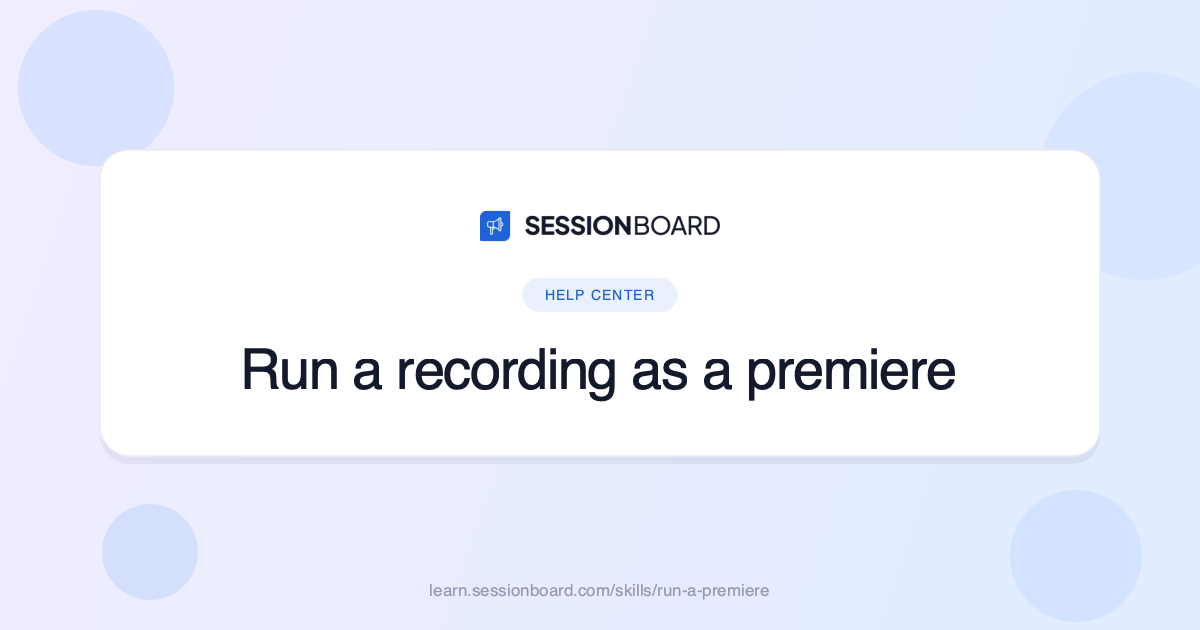 SESSIONBOARD
HELP CENTER
Run a recording as a premiere
learn.sessionboard.com/skills/run-a-premiere